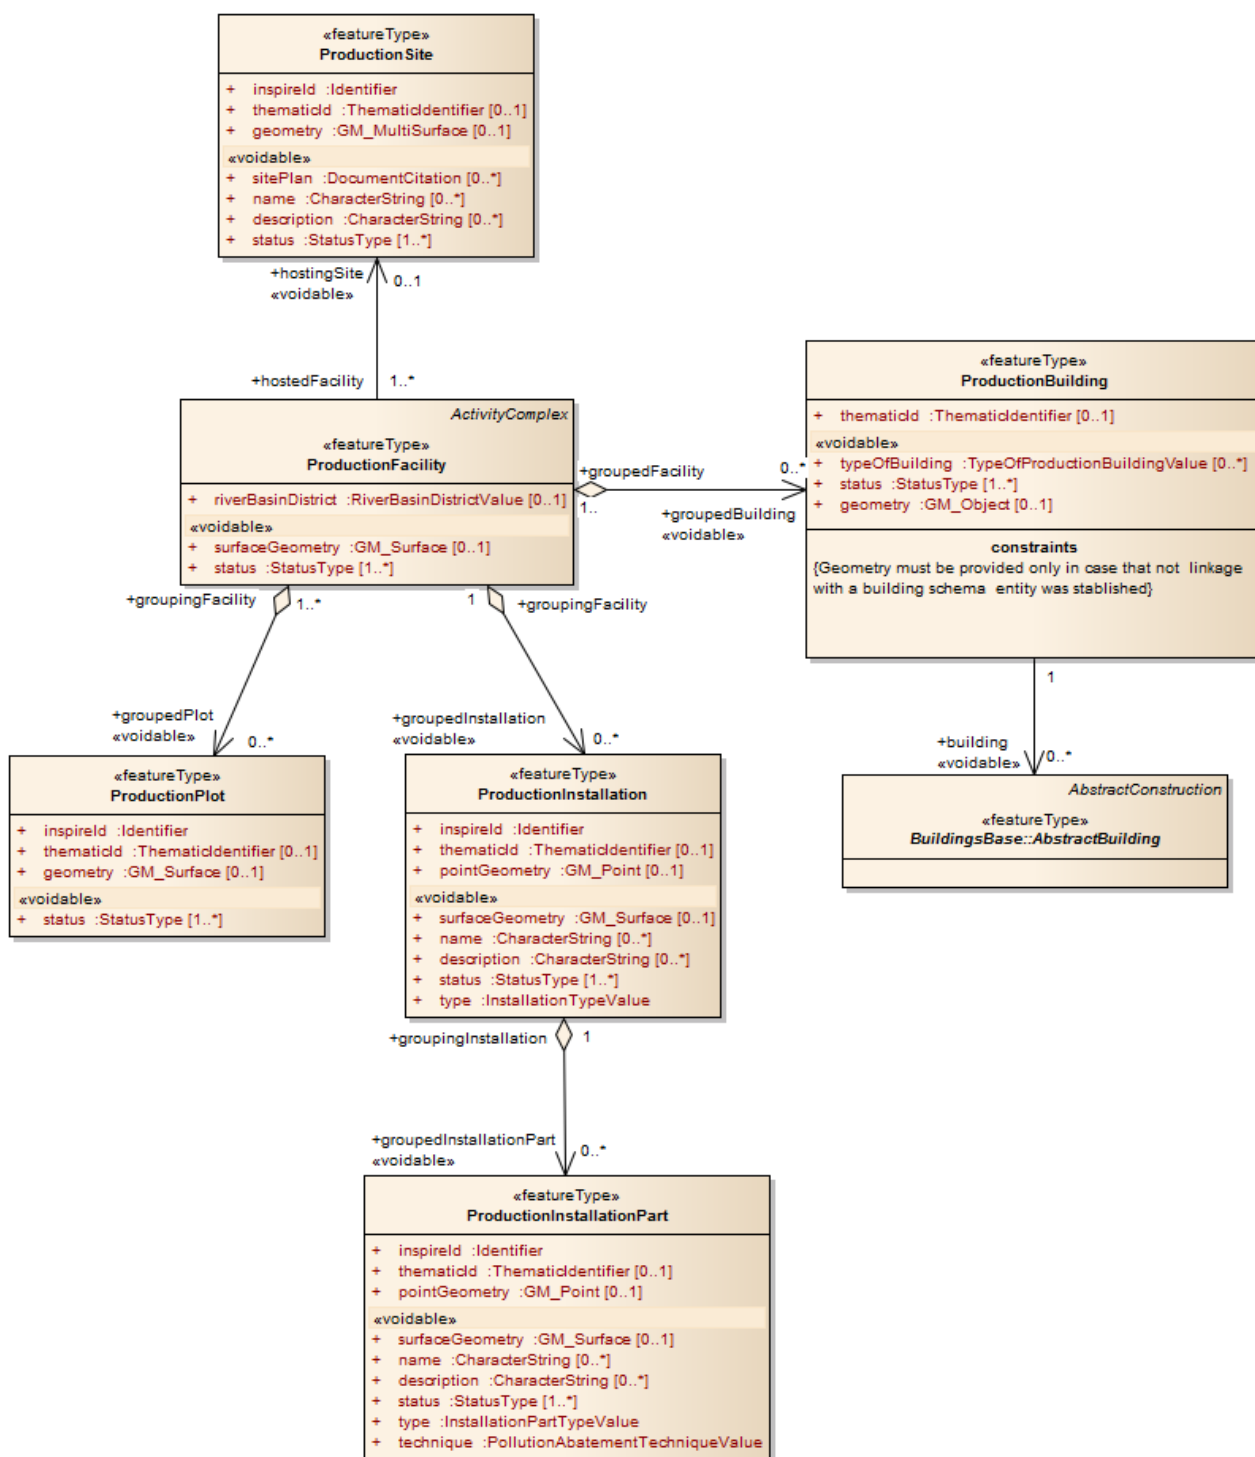 «featureType»
ProductionSite
+ inspireId :Identifier
+ thematicId :ThematicIdentifier [0..1]
+ geometry :GM_MultiSurface [0..1]
«voidable»
+ sitePlan :DocumentCitation [0..*]
+ name :CharacterString [0..*]
+ description :CharacterString [0..*]
+ status :StatusType [1..*]
+hostingSite
«voidable»
0..1
+hostedFacility
1..*
ActivityComplex
«featureType»
ProductionFacility
+ riverBasinDistrict :RiverBasinDistrictValue [0..1]
«voidable»
+ surfaceGeometry :GM_Surface [0..1]
+ status :StatusType [1..*]
+groupedFacility
1..
0..*
+groupedBuilding
«voidable»
«featureType»
ProductionBuilding
+ thematicId :ThematicIdentifier [0..1]
«voidable»
+ typeOfBuilding :TypeOfProductionBuildingValue [0..*]
+ status :StatusType [1..*]
+ geometry :GM_Object [0..1]
constraints
{Geometry must be provided only in case that not linkage
with a building schema entity was stablished}
1
+building
«voidable»
0..*
AbstractConstruction
«featureType»
BuildingsBase::AbstractBuilding
+groupingFacility
1..*
1
+groupingFacility
+groupedPlot
«voidable»
0..*
+groupedInstallation
«voidable»
0..*
«featureType»
ProductionPlot
+ inspireId :Identifier
+ thematicId :ThematicIdentifier [0..1]
+ geometry :GM_Surface [0..1]
«voidable»
+ status :StatusType [1..*]
«featureType»
ProductionInstallation
+ inspireId :Identifier
+ thematicId :ThematicIdentifier [0..1]
+ pointGeometry :GM_Point [0..1]
«voidable»
+ surfaceGeometry :GM_Surface [0..1]
+ name :CharacterString [0..*]
+ description :CharacterString [0..*]
+ status :StatusType [1..*]
+ type :InstallationTypeValue
+groupingInstallation
1
+groupedInstallationPart
«voidable»
0..*
«featureType»
ProductionInstallationPart
+ inspireId :Identifier
+ thematicId :ThematicIdentifier [0..1]
+ pointGeometry :GM_Point [0..1]
«voidable»
+ surfaceGeometry :GM_Surface [0..1]
+ name :CharacterString [0..*]
+ description :CharacterString [0..*]
+ status :StatusType [1..*]
+ type :InstallationPartTypeValue
+ technique :PollutionAbatementTechniqueValue